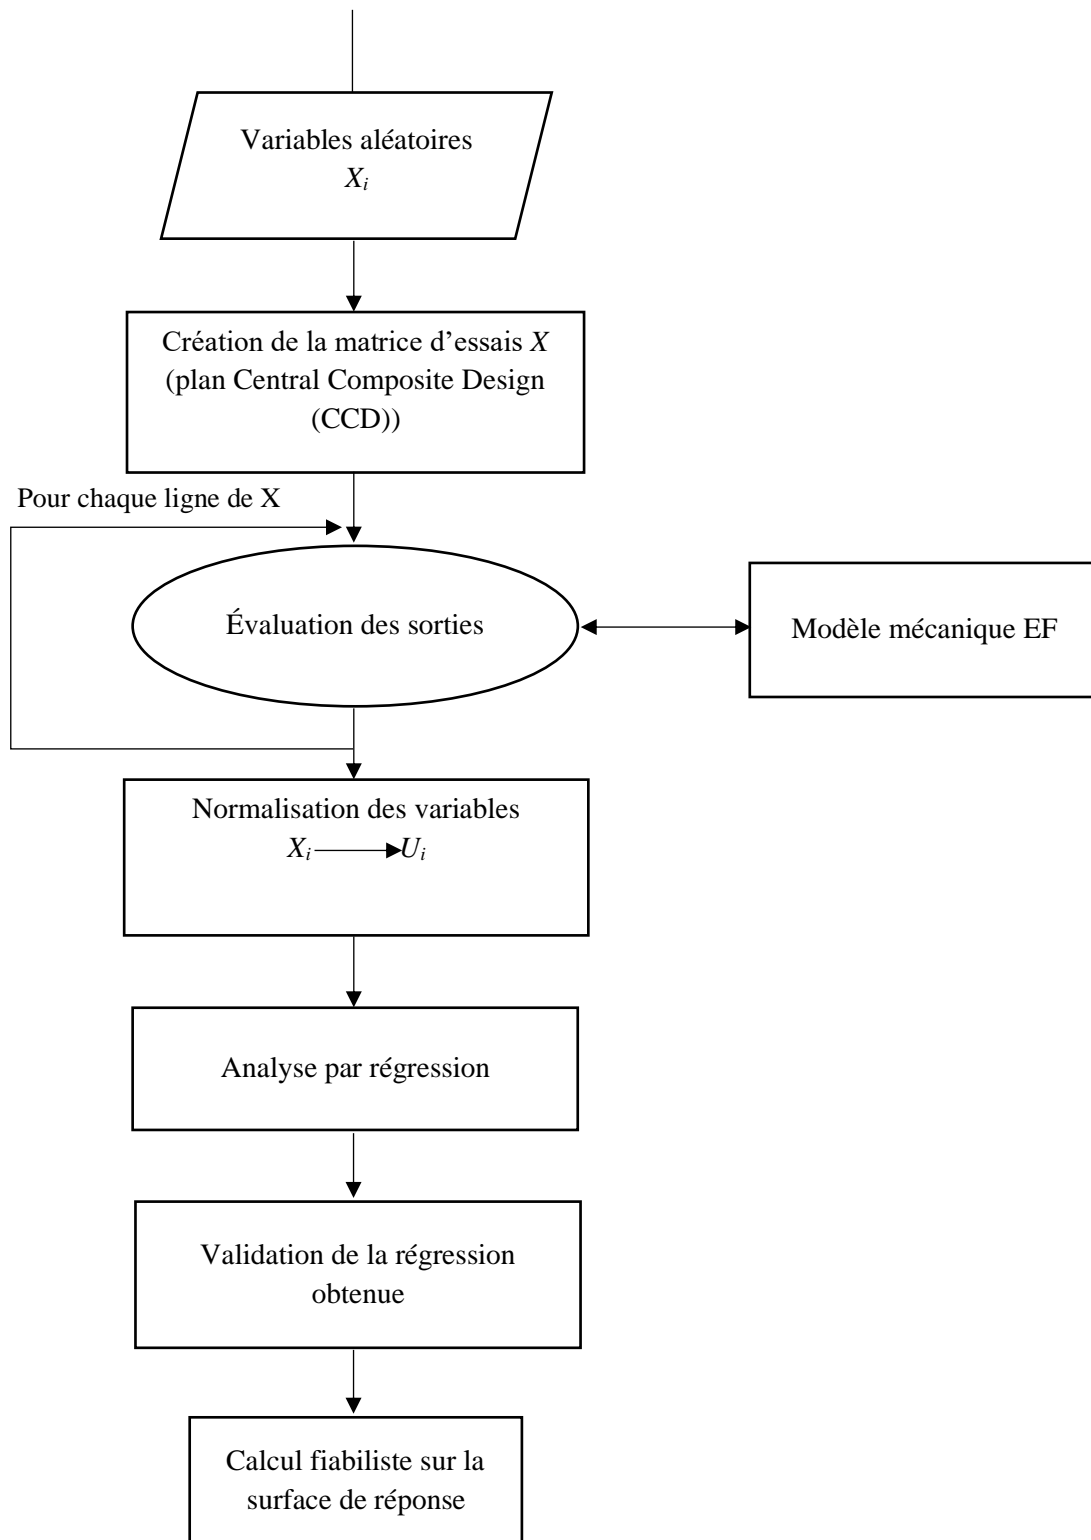 Variables aléatoires
Xi
Création de la matrice d’essais X
(plan Central Composite Design
(CCD))
Pour chaque ligne de X
Évaluation des sorties
Modèle mécanique EF
Normalisation des variables
Xi Ui
Analyse par régression
Validation de la régression
obtenue
Calcul fiabiliste sur la
surface de réponse